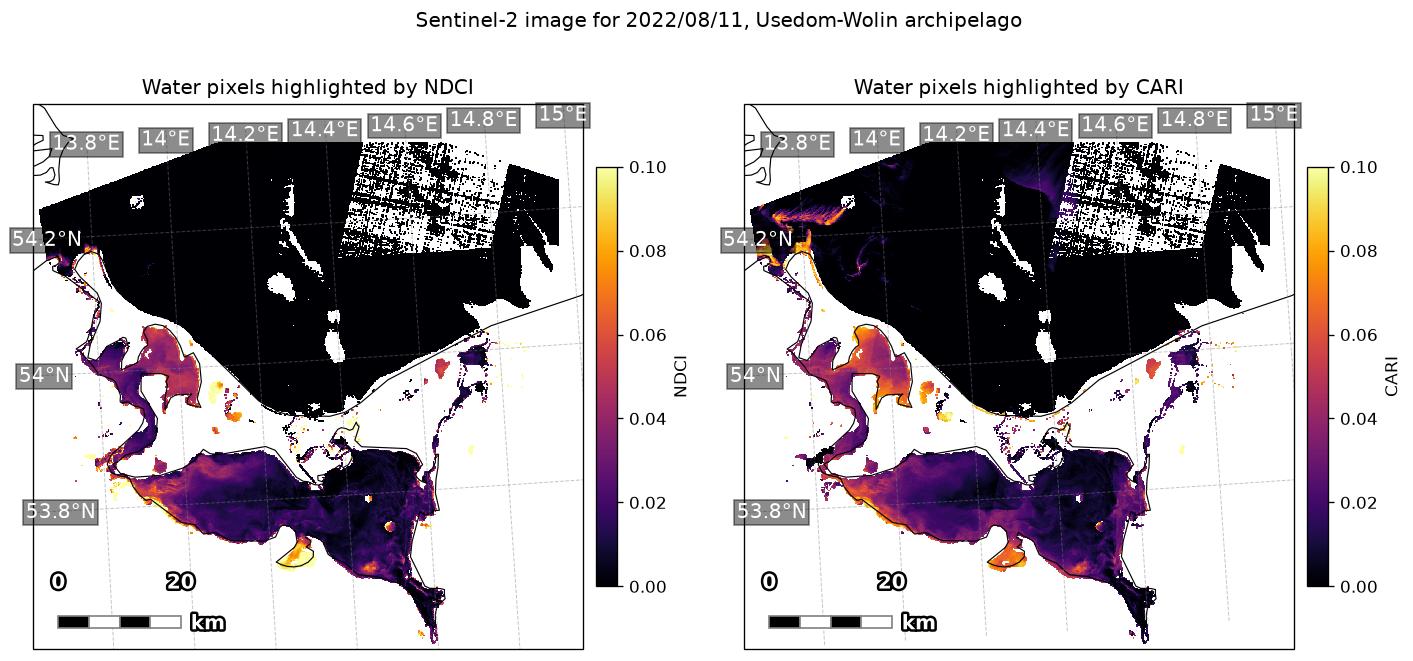 Sentinel-2 image for 2022/08/11, Usedom-Wolin archipelago
Water pixels highlighted by NDCI
13.8°E 14°E 14.2°E 14.4°E 14.6°E 14.8°E 15°E
54.2°N
54°N
53.8°N
0 20
km
0.10
0.08
0.06
0.04
0.02
0.00
NDCI
Water pixels highlighted by CARI
13.8°E 14°E 14.2°E 14.4°E 14.6°E 14.8°E 15°E
54.2°N
54°N
53.8°N
0 20
km
0.10
0.08
0.06
0.04
0.02
0.00
CARI